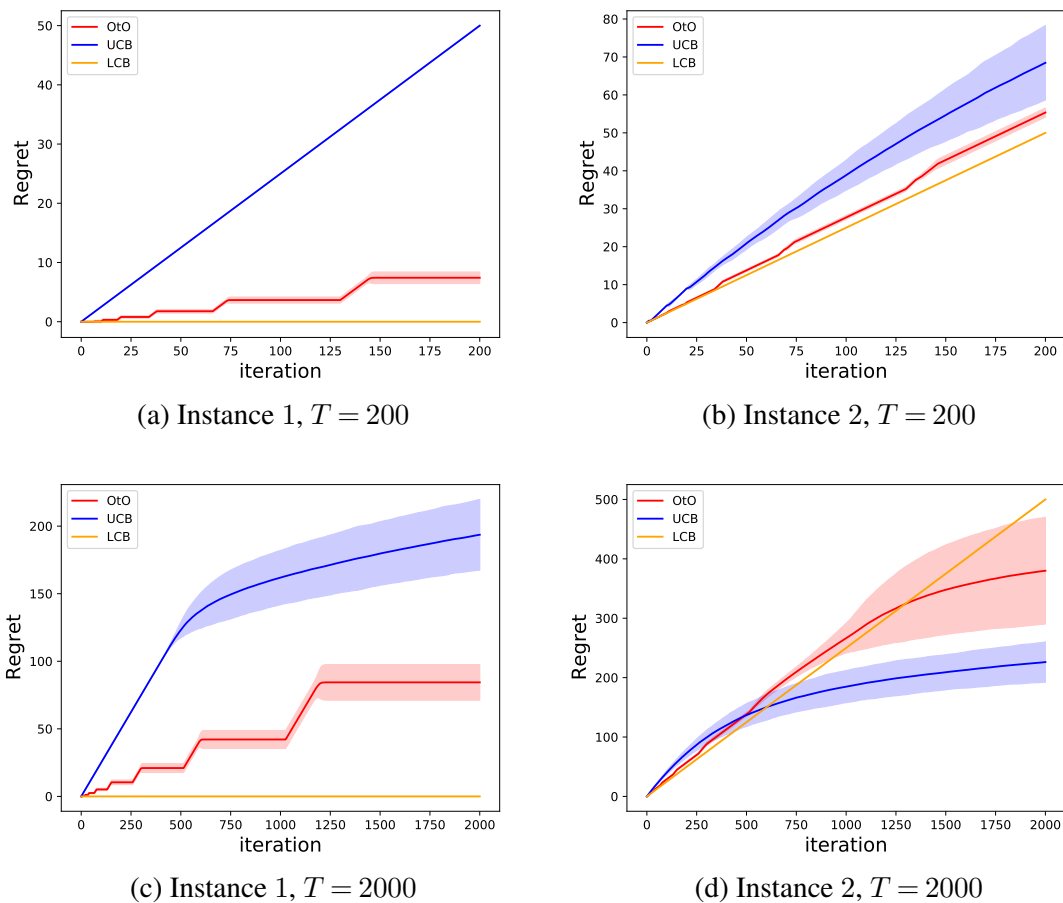 OtO
UCB
LCB
50
40
30
20
10
0
Regret
0 25 50 75 100 125 150 175 200
iteration
(a) Instance 1, T = 200
OtO
UCB
LCB
80
70
60
50
40
30
20
10
0
Regret
0 25 50 75 100 125 150 175 200
iteration
(b) Instance 2, T = 200
OtO
UCB
LCB
200
150
100
50
0
Regret
0 250 500 750 1000 1250 1500 1750 2000
iteration
(c) Instance 1, T = 2000
OtO
UCB
LCB
500
400
300
200
100
0
Regret
0 250 500 750 1000 1250 1500 1750 2000
iteration
(d) Instance 2, T = 2000